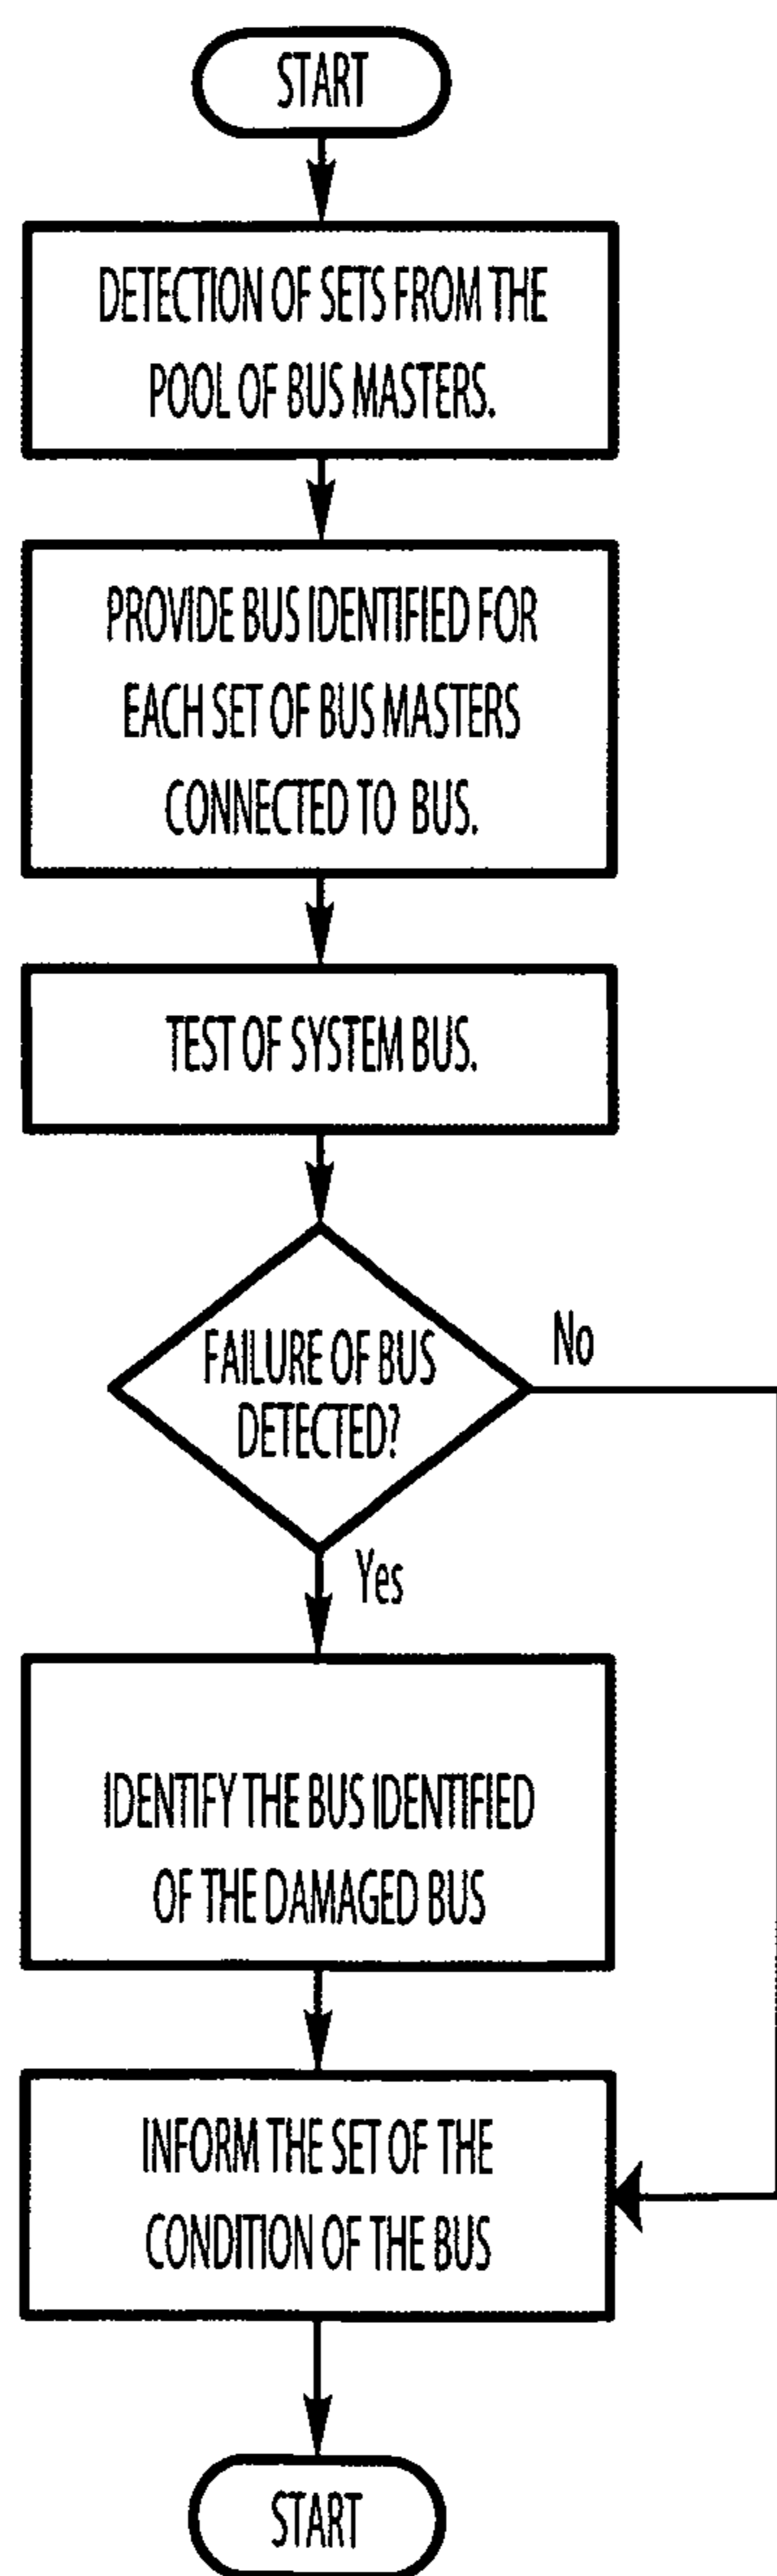 START
DETECTION OF SETS FROM THE
POOL OF BUS MASTERS.
PROVIDE BUS IDENTIFIED FOR
EACH SET OF BUS MASTERS
CONNECTED TO BUS.
TEST OF SYSTEM BUS.
FAILURE OF BUS
DETECTED?
No
Yes
IDENTIFY THE BUS IDENTIFIED
OF THE DAMAGED BUS
INFORM THE SET OF THE
CONDITION OF THE BUS
START